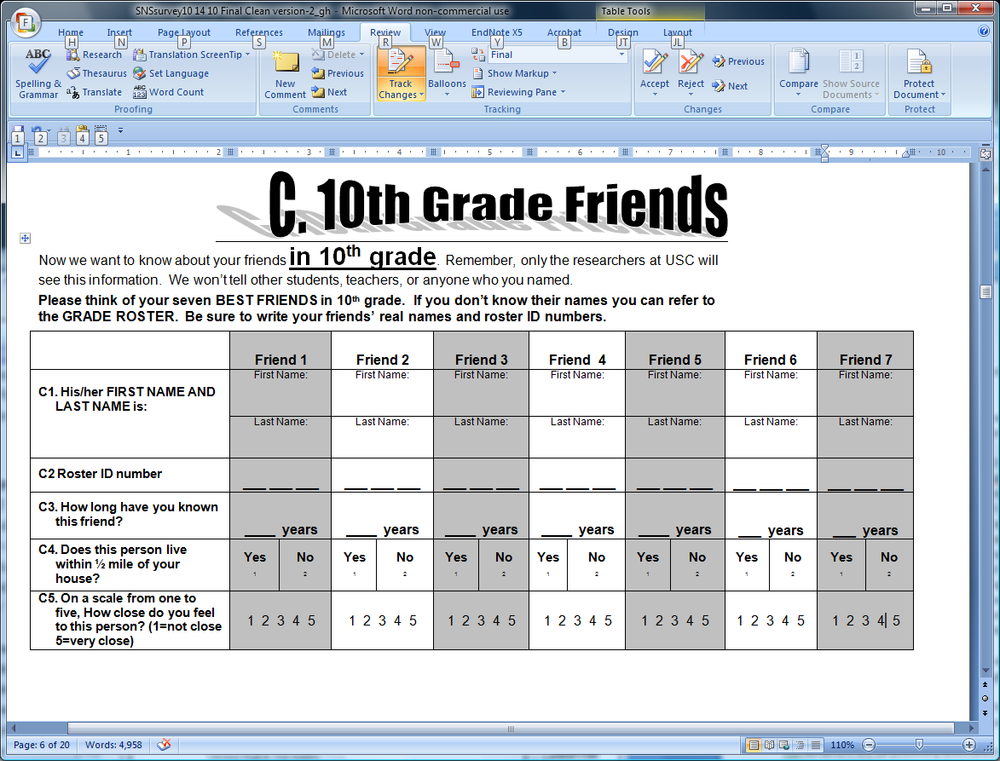 SNSsurvey10 14 10 Final Clean version-2_gh - Microsoft Word non-commercial use
Table Tools
F
Home Insert Page Layout References Mailings Review View EndNote X5 Acrobat Design Layout
H N P S M R W Y B JT JL
ABC
Spelling & Grammar
Research
Thesaurus
Translate
Translation ScreenTip
Set Language
ABC 123 Word Count
Proofing
New Comment
Delete
Previous
Next
Comments
Track Changes
Balloons
Final
Show Markup
Reviewing Pane
Tracking
Accept
Reject
Previous
Next
Changes
Compare
Show Source Documents
Compare
Protect Document
Protect
1 2 3 4 5
L
1 2 3 4 5 6 7 8 9 10
C. 10th Grade Friends
Now we want to know about your friends in 10th grade. Remember, only the researchers at USC will
see this information. We won't tell other students, teachers, or anyone who you named.
Please think of your seven BEST FRIENDS in 10th grade. If you don't know their names you can refer to
the GRADE ROSTER. Be sure to write your friends' real names and roster ID numbers.
Friend 1 Friend 2 Friend 3 Friend 4 Friend 5 Friend 6 Friend 7
C1. His/her FIRST NAME AND
LAST NAME is:
First Name: First Name: First Name: First Name: First Name: First Name: First Name:
Last Name: Last Name: Last Name: Last Name: Last Name: Last Name: Last Name:
C2 Roster ID number
___ ___ ___ ___ ___ ___ ___ ___ ___ ___ ___ ___ ___ ___ ___ ___ ___ ___ ___ ___ ___
C3. How long have you known
this friend?
____ years ____ years ____ years ____ years ____ years ___ years ___ years
C4. Does this person live
within ½ mile of your
house?
Yes No Yes No Yes No Yes No Yes No Yes No Yes No
1 2 1 2 1 2 1 2 1 2 1 2 1 2
C5. On a scale from one to
five, How close do you feel
to this person? (1=not close
5=very close)
1 2 3 4 5 1 2 3 4 5 1 2 3 4 5 1 2 3 4 5 1 2 3 4 5 1 2 3 4 5 1 2 3 4 5
Page: 6 of 20 Words: 4,958 110%